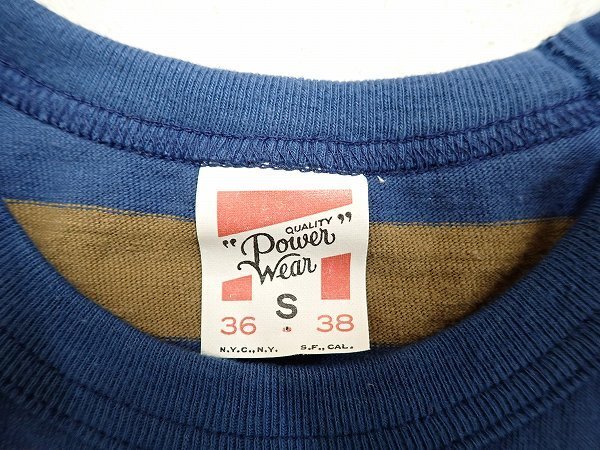 QUALITY
"Power"
Wear
S
36 . 38
N.Y.C., N.Y. S.F., CAL.